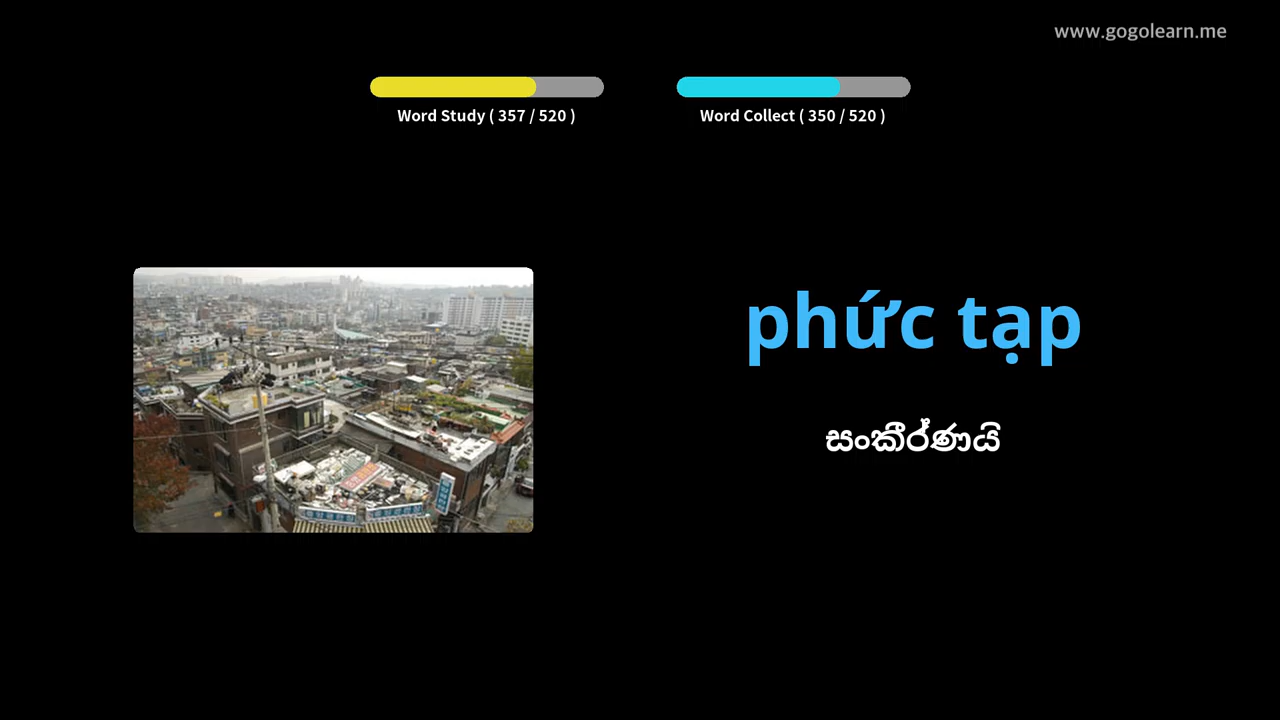 www.gogolearn.me
Word Study ( 357 / 520 )
Word Collect ( 350 / 520 )
phức tạp
සංකීර්ණයි